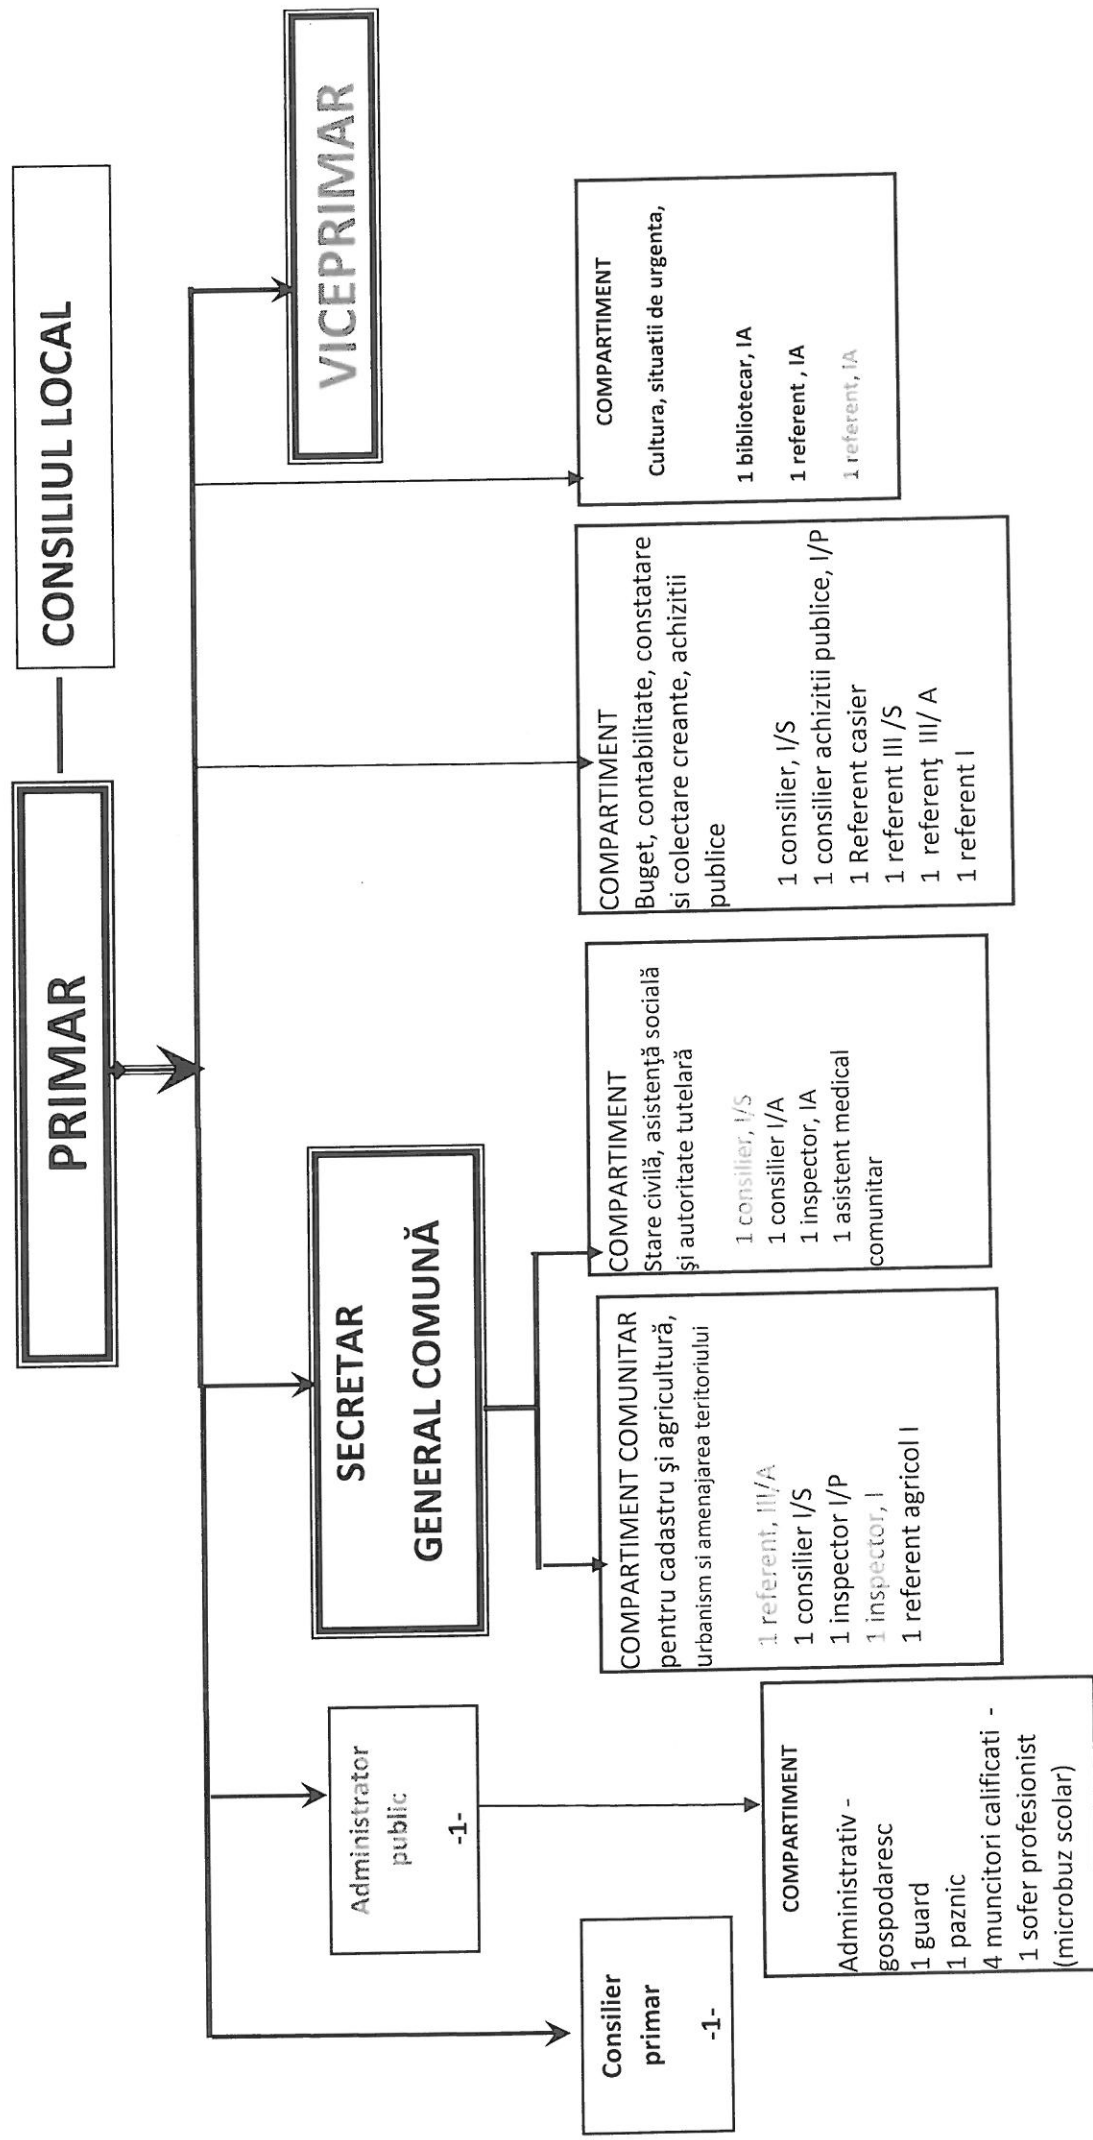 PRIMAR
CONSILIUL LOCAL
VICEPRIMAR
SECRETAR
GENERAL COMUNĂ
Administrator
public
-1-
Consilier
primar
-1-
COMPARTIMENT
Administrativ -
gospodaresc
1 guard
1 paznic
4 muncitori calificati -
1 sofer profesionist
(microbuz scolar)
COMPARTIMENT COMUNITAR
pentru cadastru şi agricultură,
urbanism si amenajarea teritoriului
1 referent, III/A
1 consilier I/S
1 inspector I/P
1 inspector, I
1 referent agricol I
COMPARTIMENT
Stare civilă, asistenţă socială
şi autoritate tutelară
1 consilier, I/S
1 consilier I/A
1 inspector, IA
1 asistent medical
comunitar
COMPARTIMENT
Buget, contabilitate, constatare
si colectare creante, achizitii
publice
1 consilier, I/S
1 consilier achizitii publice, I/P
1 Referent casier
1 referent III /S
1 referenţ III/ A
1 referent I
COMPARTIMENT
Cultura, situatii de urgenta,
1 bibliotecar, IA
1 referent , IA
1 referent, IA